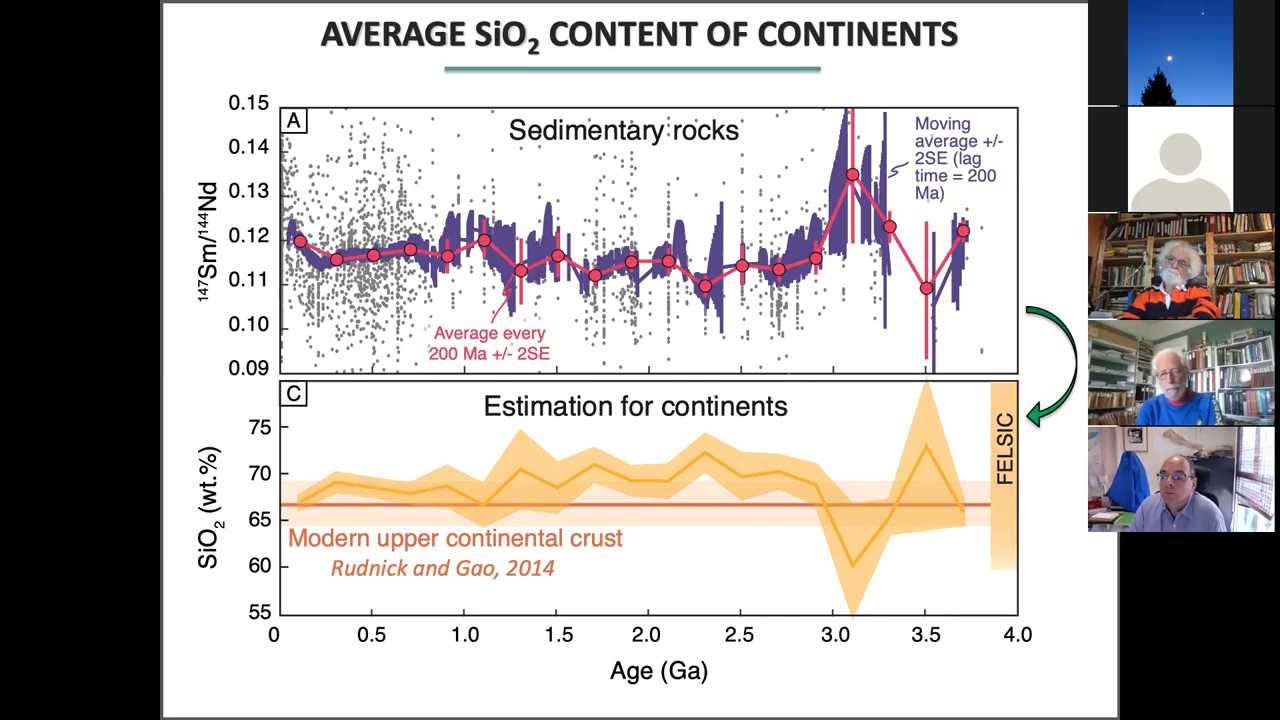 AVERAGE SiO₂ CONTENT OF CONTINENTS
A
Sedimentary rocks
Moving
average +/-
2SE (lag
time = 200
Ma)
¹⁴⁷Sm/¹⁴⁴Nd
0.15
0.14
0.13
0.12
0.11
0.10
0.09
Average every
200 Ma +/- 2SE
C
Estimation for continents
FELSIC
SiO₂ (wt.%)
75
70
65
60
55
Modern upper continental crust
Rudnick and Gao, 2014
0 0.5 1.0 1.5 2.0 2.5 3.0 3.5 4.0
Age (Ga)